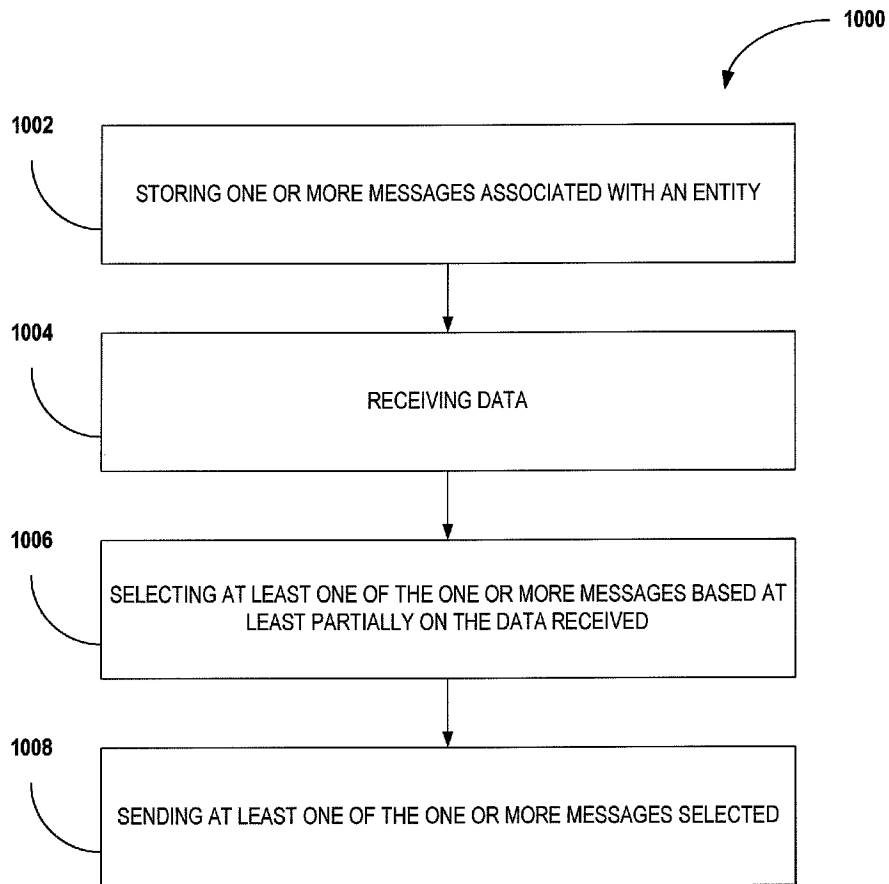 1000
1002
STORING ONE OR MORE MESSAGES ASSOCIATED WITH AN ENTITY
1004
RECEIVING DATA
1006
SELECTING AT LEAST ONE OF THE ONE OR MORE MESSAGES BASED AT
LEAST PARTIALLY ON THE DATA RECEIVED
1008
SENDING AT LEAST ONE OF THE ONE OR MORE MESSAGES SELECTED